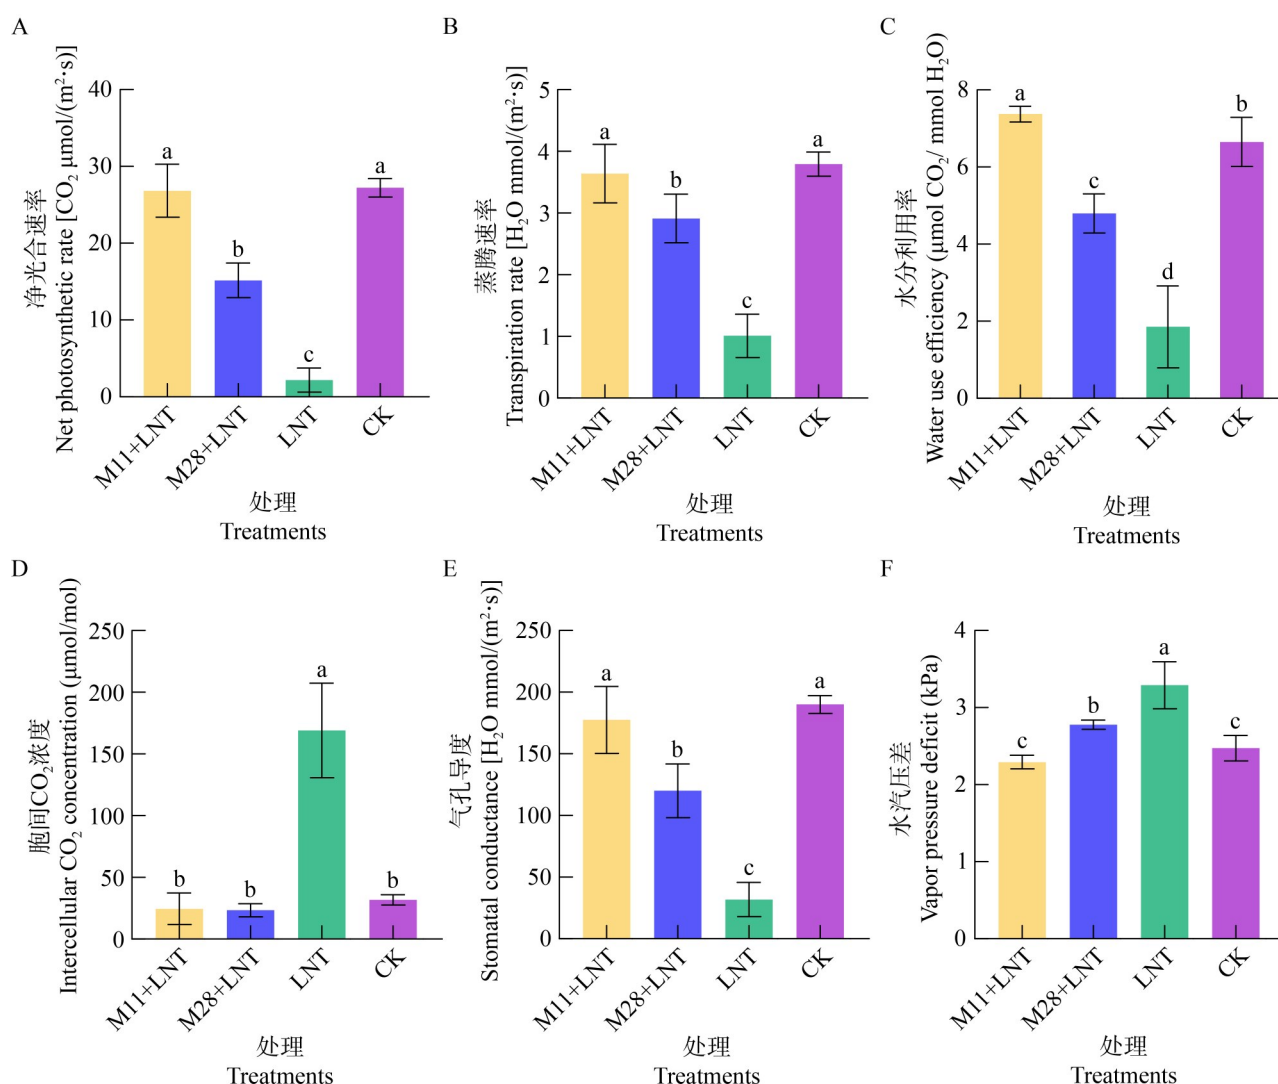 A
净光合速率
Net photosynthetic rate [CO₂ μmol/(m²·s)]
40
30
20
10
0
a
b
c
a
M11+LNT
M28+LNT
LNT
CK
处理
Treatments
B
蒸腾速率
Transpiration rate [H₂O mmol/(m²·s)]
5
4
3
2
1
0
a
b
c
a
M11+LNT
M28+LNT
LNT
CK
处理
Treatments
C
水分利用率
Water use efficiency (μmol CO₂/ mmol H₂O)
8
6
4
2
0
a
c
d
b
M11+LNT
M28+LNT
LNT
CK
处理
Treatments
D
胞间CO₂浓度
Intercellular CO₂ concentration (μmol/mol)
250
200
150
100
50
0
b
b
a
b
M11+LNT
M28+LNT
LNT
CK
处理
Treatments
E
气孔导度
Stomatal conductance [H₂O mmol/(m²·s)]
250
200
150
100
50
0
a
b
c
a
M11+LNT
M28+LNT
LNT
CK
处理
Treatments
F
水汽压差
Vapor pressure deficit (kPa)
4
3
2
1
0
c
b
a
c
M11+LNT
M28+LNT
LNT
CK
处理
Treatments